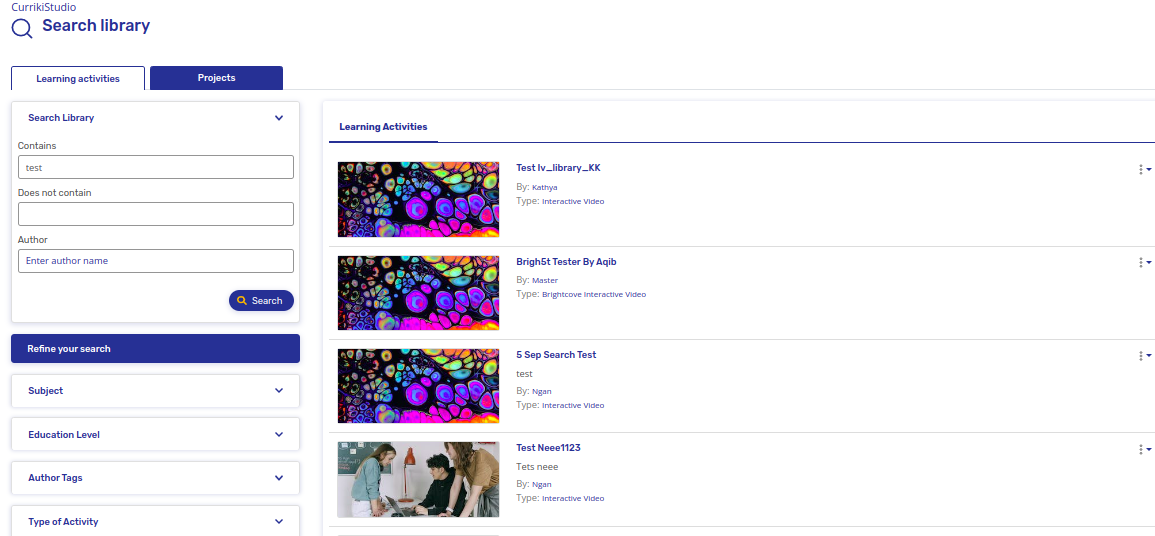 CurrikiStudio
Search library
Learning activities
Projects
Search Library
Contains
test
Does not contain
Author
Enter author name
Search
Refine your search
Subject
Education Level
Author Tags
Type of Activity
Learning Activities
Test Iv_library_KK
By: Kathya
Type: Interactive Video
Brigh5t Tester By Aqib
By: Master
Type: Brightcove Interactive Video
5 Sep Search Test
test
By: Ngan
Type: Interactive Video
Test Neee1123
Tets neee
By: Ngan
Type: Interactive Video